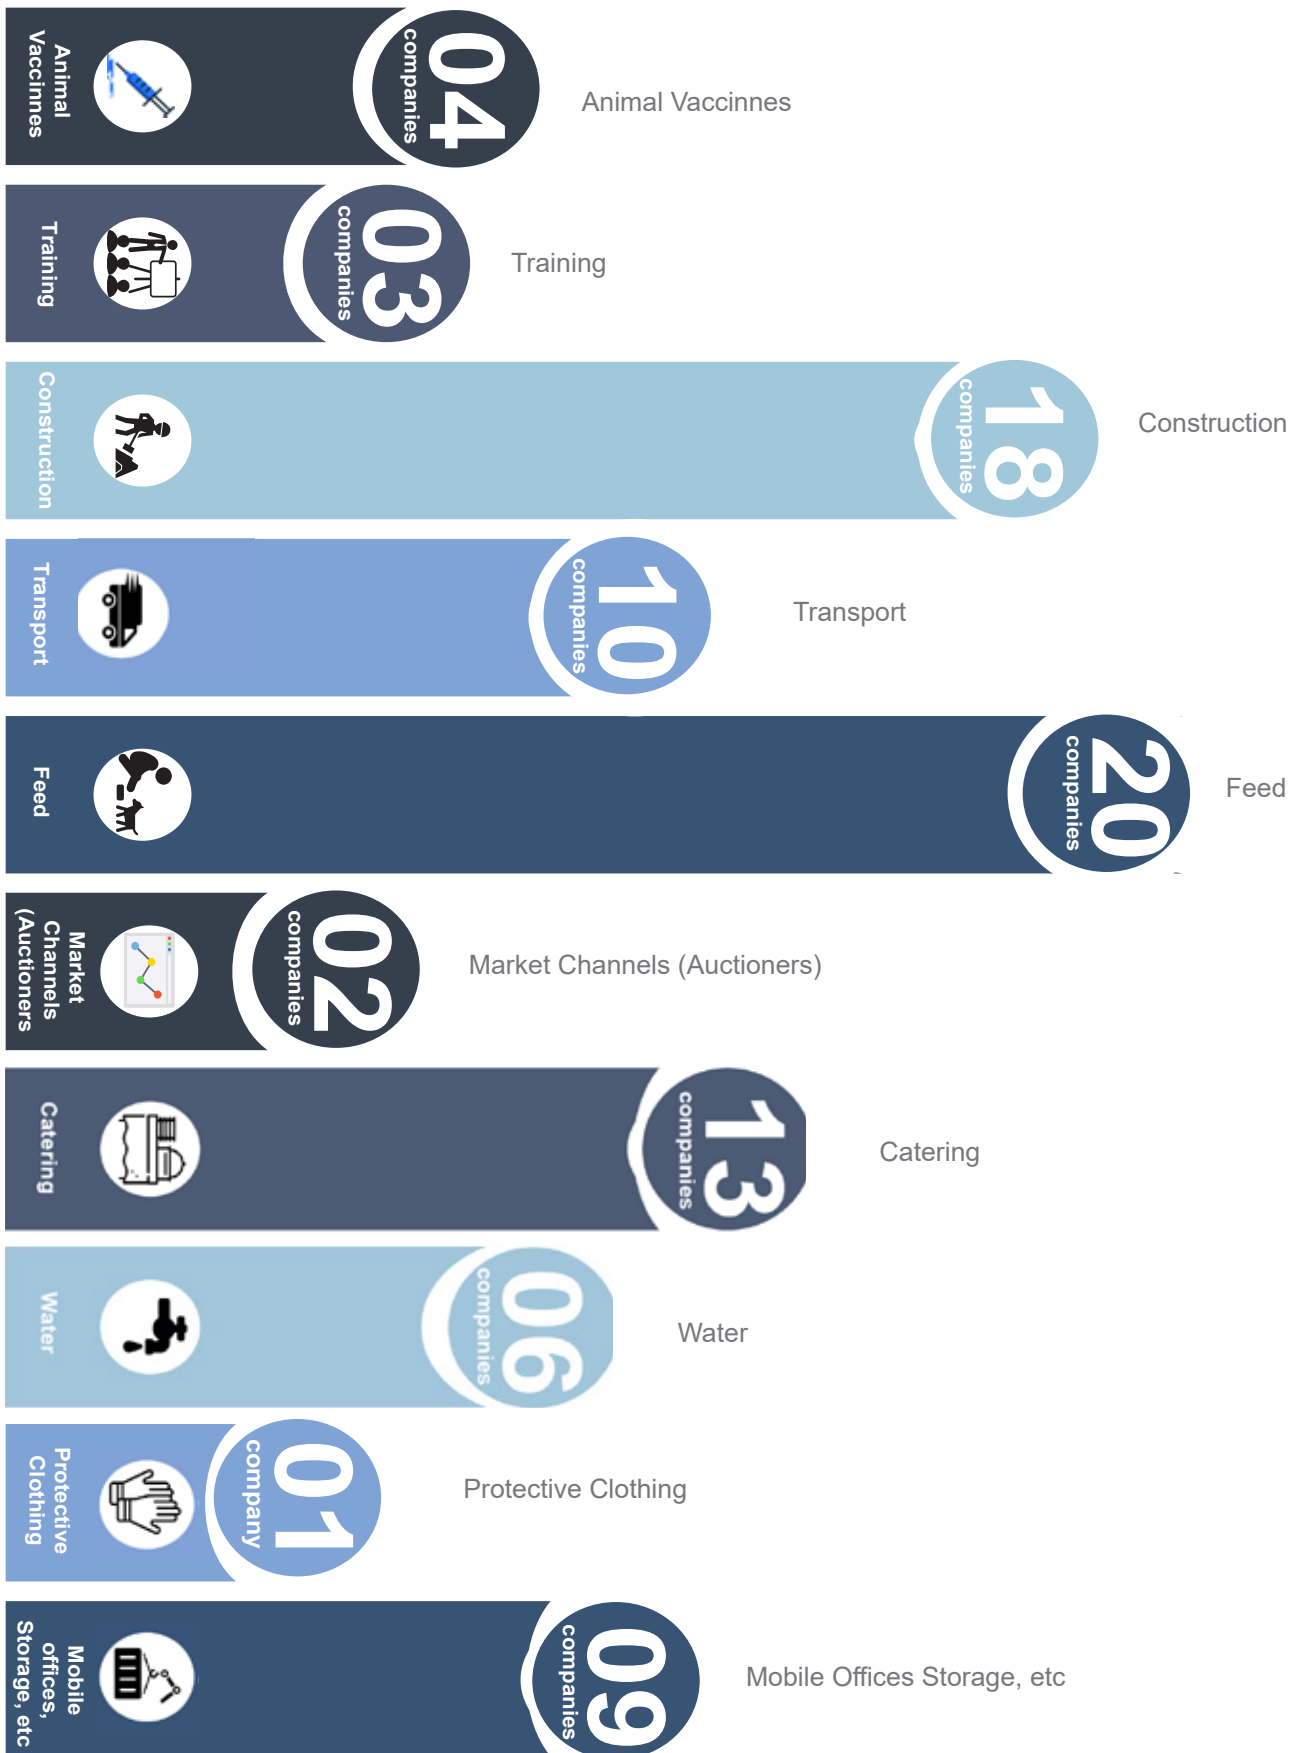 Animal
Vaccinnes
04
companies
Animal Vaccinnes
Training
03
companies
Training
Construction
18
companies
Construction
Transport
10
companies
Transport
Feed
20
companies
Feed
Market
Channels
(Auctioners
02
companies
Market Channels (Auctioners)
Catering
13
companies
Catering
Water
06
companies
Water
Protective
Clothing
01
company
Protective Clothing
Mobile
offices,
Storage, etc
09
companies
Mobile Offices Storage, etc